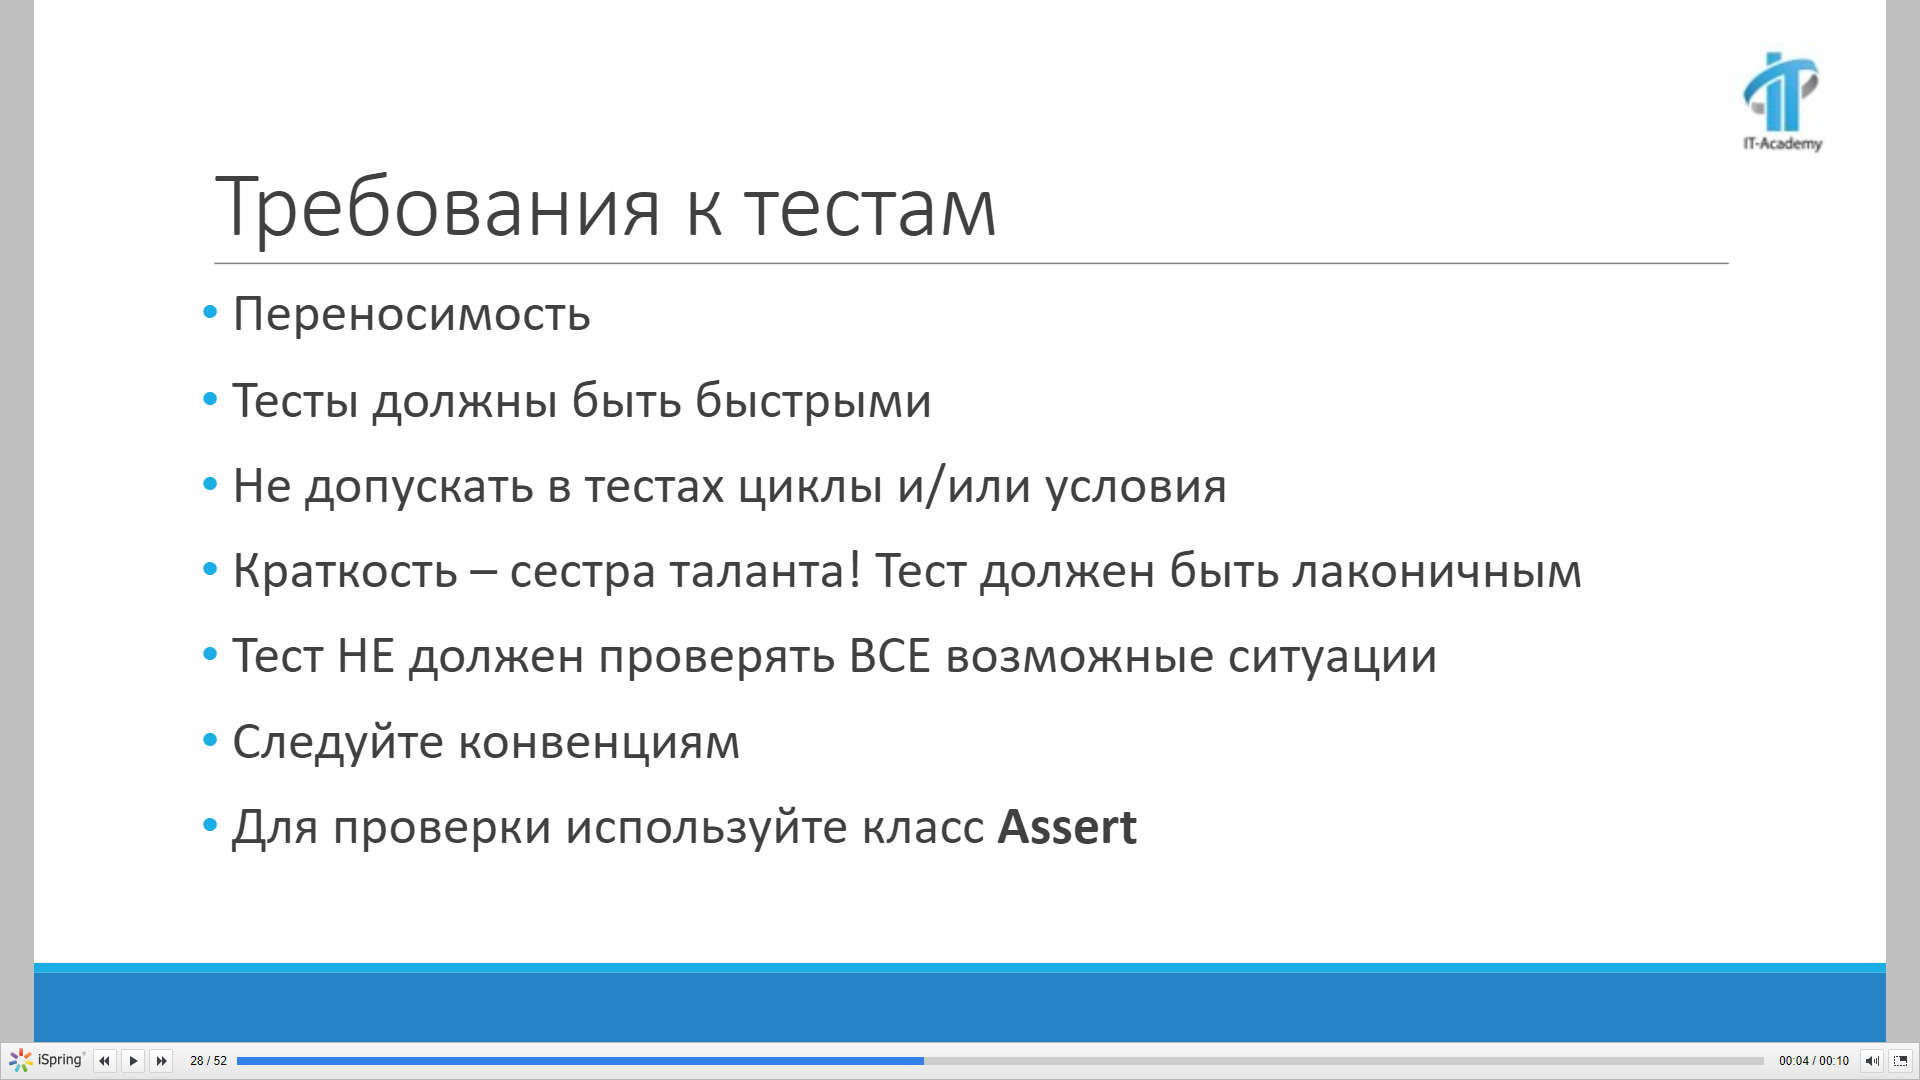 IT-Academy
Требования к тестам
• Переносимость
• Тесты должны быть быстрыми
• Не допускать в тестах циклы и/или условия
• Краткость – сестра таланта! Тест должен быть лаконичным
• Тест НЕ должен проверять ВСЕ возможные ситуации
• Следуйте конвенциям
• Для проверки используйте класс Assert
iSpring 28 / 52 00:04 / 00:10